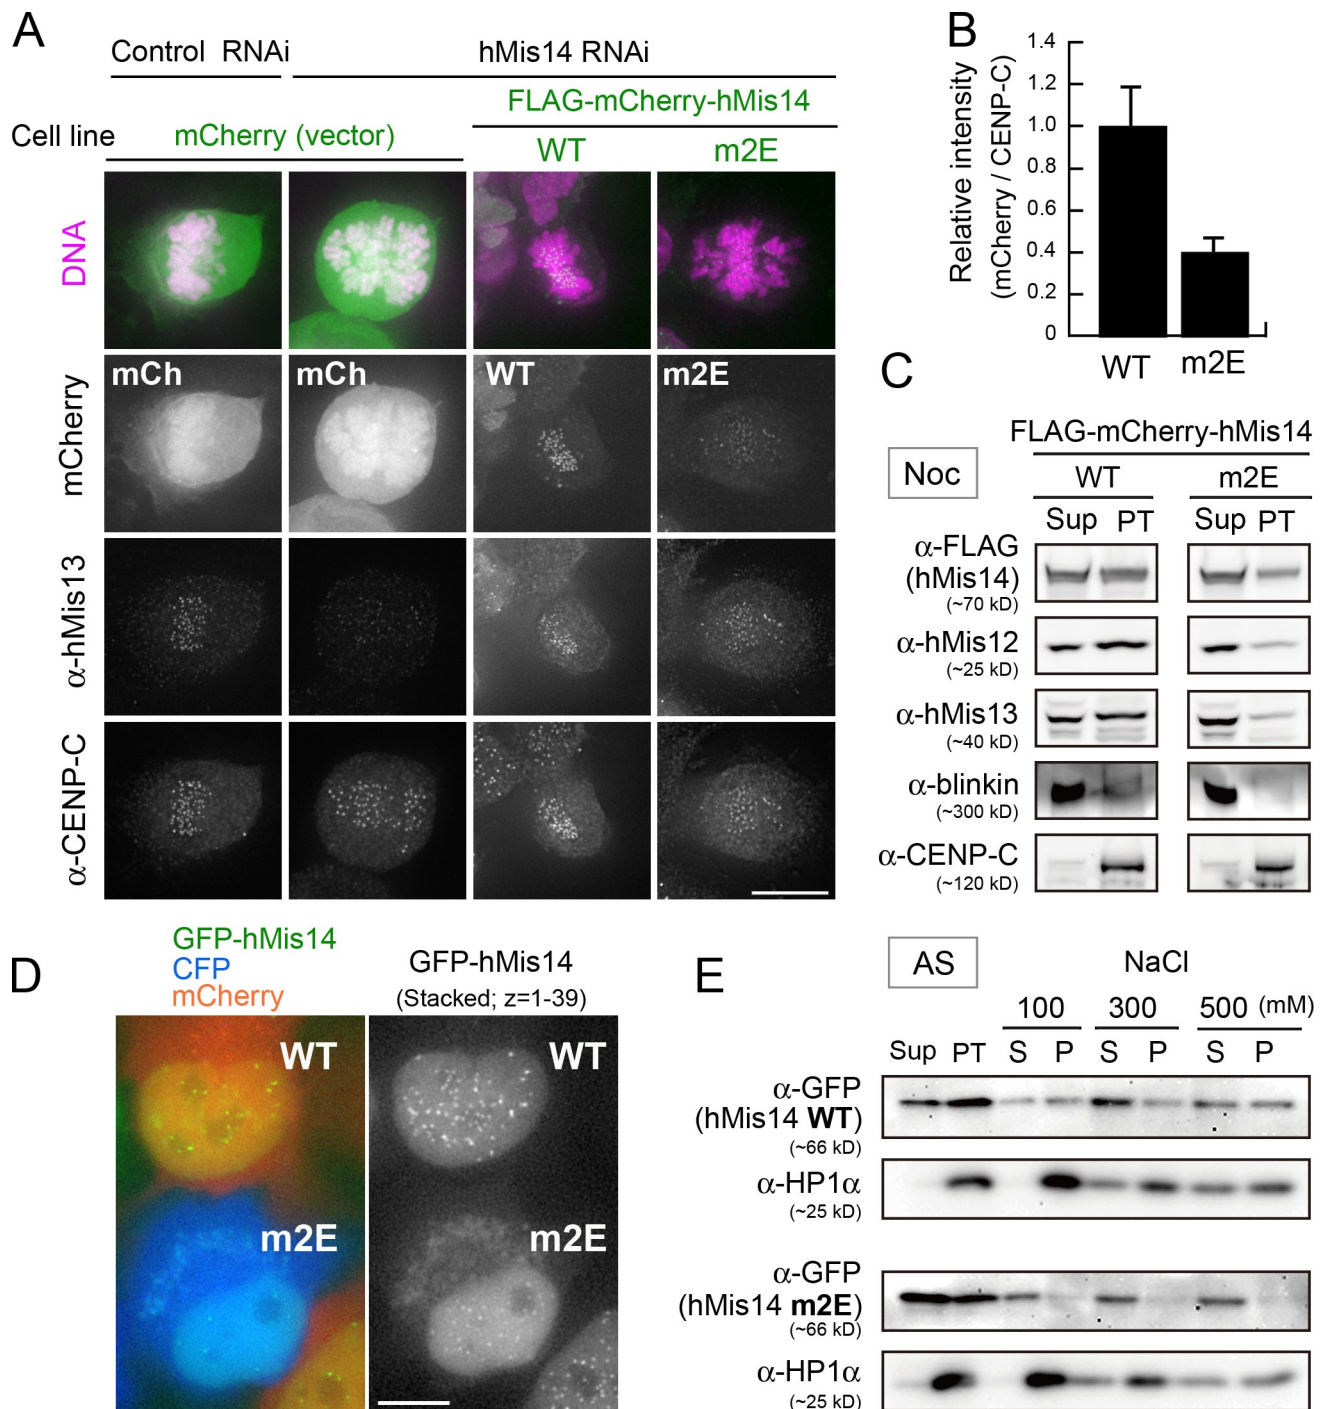 A
Control RNAi
hMis14 RNAi
FLAG-mCherry-hMis14
Cell line
mCherry (vector)
WT
m2E
DNA
mCherry
mCh
mCh
WT
m2E
α-hMis13
α-CENP-C
B
Relative intensity
(mCherry / CENP-C)
1.4
1.2
1.0
0.8
0.6
0.4
0.2
0
WT
m2E
C
FLAG-mCherry-hMis14
Noc
WT
m2E
Sup PT
Sup PT
α-FLAG
(hMis14)
(~70 kD)
α-hMis12
(~25 kD)
α-hMis13
(~40 kD)
α-blinkin
(~300 kD)
α-CENP-C
(~120 kD)
D
GFP-hMis14
CFP
mCherry
GFP-hMis14
(Stacked; z=1-39)
WT
m2E
WT
m2E
E
AS
NaCl
100 300 500 (mM)
Sup PT S P S P S P
α-GFP
(hMis14 WT)
(~66 kD)
α-HP1α
(~25 kD)
α-GFP
(hMis14 m2E)
(~66 kD)
α-HP1α
(~25 kD)